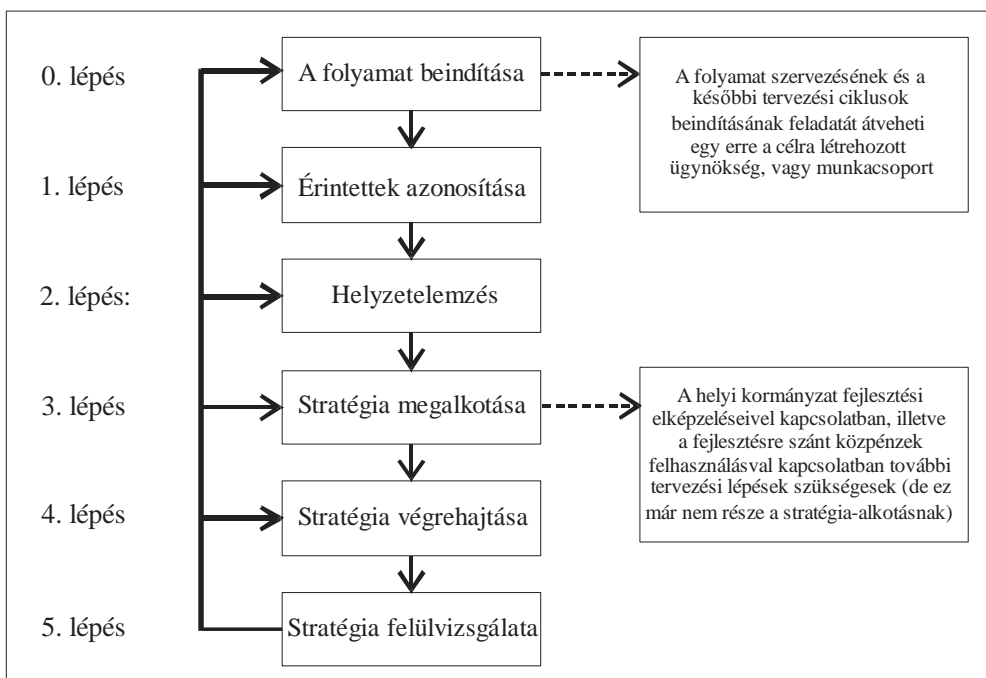 0. lépés
A folyamat beindítása
A folyamat szervezésének és a
későbbi tervezési ciklusok
beindításának feladatát átveheti
egy erre a célra létrehozott
ügynökség, vagy munkacsoport
1. lépés
Érintettek azonosítása
2. lépés:
Helyzetelemzés
3. lépés
Stratégia megalkotása
A helyi kormányzat fejlesztési
elképzeléseivel kapcsolatban, illetve
a fejlesztésre szánt közpénzek
felhasználásval kapcsolatban további
tervezési lépések szükségesek (de ez
már nem része a stratégia-alkotásnak)
4. lépés
Stratégia végrehajtása
5. lépés
Stratégia felülvizsgálata